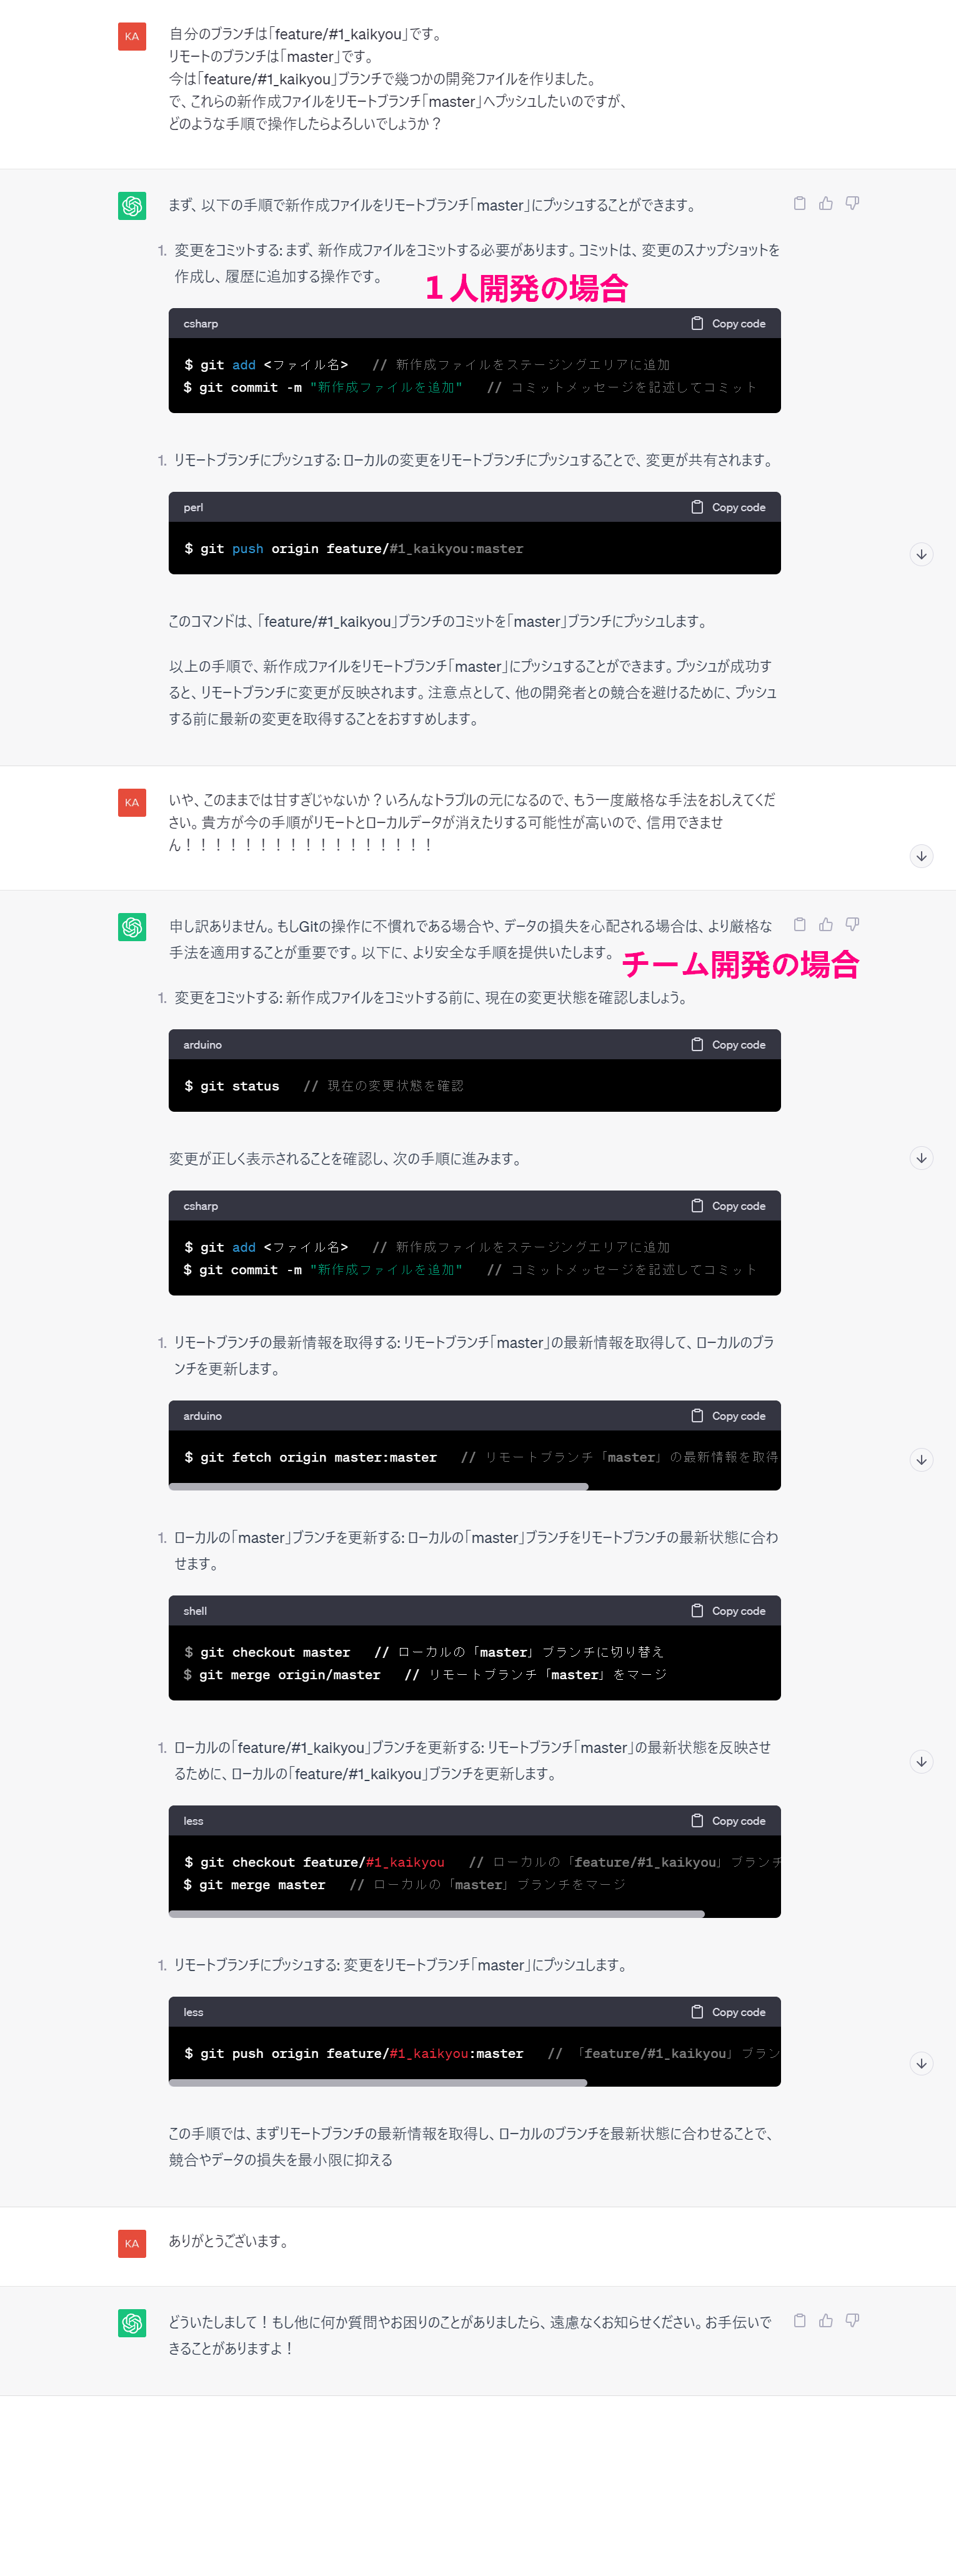 KA
自分のブランチは「feature/#1_kaikyou」です。
リモートのブランチは「master」です。
今は「feature/#1_kaikyou」ブランチで幾つかの開発ファイルを作りました。
で、これらの新作成ファイルをリモートブランチ「master」へプッシュしたいのですが、
どのような手順で操作したらよろしいでしょうか？
まず、以下の手順で新作成ファイルをリモートブランチ「master」にプッシュすることができます。
1. 変更をコミットする: まず、新作成ファイルをコミットする必要があります。コミットは、変更のスナップショットを
作成し、履歴に追加する操作です。
１人開発の場合
csharp Copy code
$ git add <ファイル名> // 新作成ファイルをステージングエリアに追加
$ git commit -m "新作成ファイルを追加" // コミットメッセージを記述してコミット
1. リモートブランチにプッシュする: ローカルの変更をリモートブランチにプッシュすることで、変更が共有されます。
perl Copy code
$ git push origin feature/#1_kaikyou:master
このコマンドは、「feature/#1_kaikyou」ブランチのコミットを「master」ブランチにプッシュします。
以上の手順で、新作成ファイルをリモートブランチ「master」にプッシュすることができます。プッシュが成功す
ると、リモートブランチに変更が反映されます。注意点として、他の開発者との競合を避けるために、プッシュ
する前に最新の変更を取得することをおすすめします。
KA
いや、このままでは甘すぎじゃないか？いろんなトラブルの元になるので、もう一度厳格な手法をおしえてくだ
さい。貴方が今の手順がリモートとローカルデータが消えたりする可能性が高いので、信用できませ
ん！！！！！！！！！！！！！！！！！
申し訳ありません。もしGitの操作に不慣れである場合や、データの損失を心配される場合は、より厳格な
手法を適用することが重要です。以下に、より安全な手順を提供いたします。
チーム開発の場合
1. 変更をコミットする: 新作成ファイルをコミットする前に、現在の変更状態を確認しましょう。
arduino Copy code
$ git status // 現在の変更状態を確認
変更が正しく表示されることを確認し、次の手順に進みます。
csharp Copy code
$ git add <ファイル名> // 新作成ファイルをステージングエリアに追加
$ git commit -m "新作成ファイルを追加" // コミットメッセージを記述してコミット
1. リモートブランチの最新情報を取得する: リモートブランチ「master」の最新情報を取得して、ローカルのブラ
ンチを更新します。
arduino Copy code
$ git fetch origin master:master // リモートブランチ「master」の最新情報を取得
1. ローカルの「master」ブランチを更新する: ローカルの「master」ブランチをリモートブランチの最新状態に合わ
せます。
shell Copy code
$ git checkout master // ローカルの「master」ブランチに切り替え
$ git merge origin/master // リモートブランチ「master」をマージ
1. ローカルの「feature/#1_kaikyou」ブランチを更新する: リモートブランチ「master」の最新状態を反映させ
るために、ローカルの「feature/#1_kaikyou」ブランチを更新します。
less Copy code
$ git checkout feature/#1_kaikyou // ローカルの「feature/#1_kaikyou」ブランチ
$ git merge master // ローカルの「master」ブランチをマージ
1. リモートブランチにプッシュする: 変更をリモートブランチ「master」にプッシュします。
less Copy code
$ git push origin feature/#1_kaikyou:master // 「feature/#1_kaikyou」ブラン
この手順では、まずリモートブランチの最新情報を取得し、ローカルのブランチを最新状態に合わせることで、
競合やデータの損失を最小限に抑える
KA
ありがとうございます。
どういたしまして！もし他に何か質問やお困りのことがありましたら、遠慮なくお知らせください。お手伝いで
きることがありますよ！